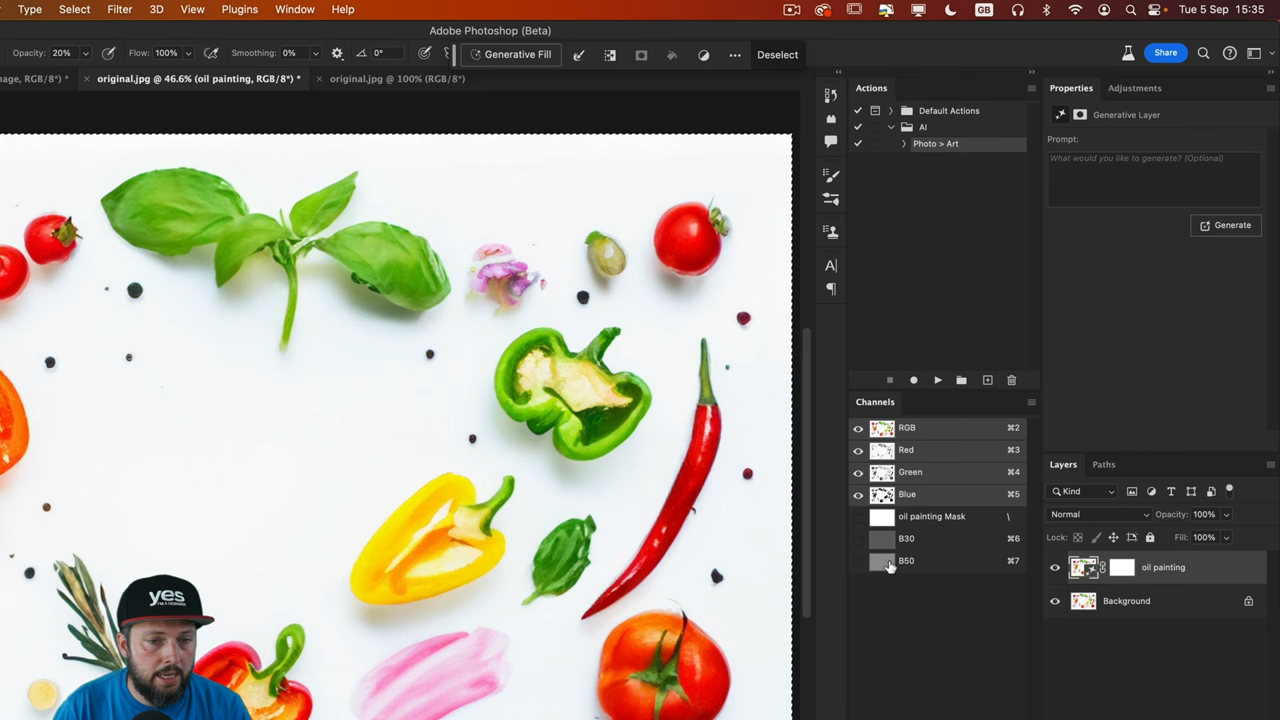 Type Select Filter 3D View Plugins Window Help GB Tue 5 Sep 15:35
Adobe Photoshop (Beta)
Opacity: 20% Flow: 100% Smoothing: 0% 0° Generative Fill Deselect Share
nage, RGB/8*) * × original.jpg @ 46.6% (oil painting, RGB/8*) * × original.jpg @ 100% (RGB/8*)
Actions
Properties Adjustments
Default Actions
AI
Photo > Art
Generative Layer
Prompt:
What would you like to generate? (Optional)
Generate
Channels
RGB ⌘2
Red ⌘3
Green ⌘4
Blue ⌘5
oil painting Mask \
B30 ⌘6
B50 ⌘7
Layers Paths
Kind
Normal Opacity: 100%
Lock: Fill: 100%
oil painting
Background
yes
I'M A CREATOR